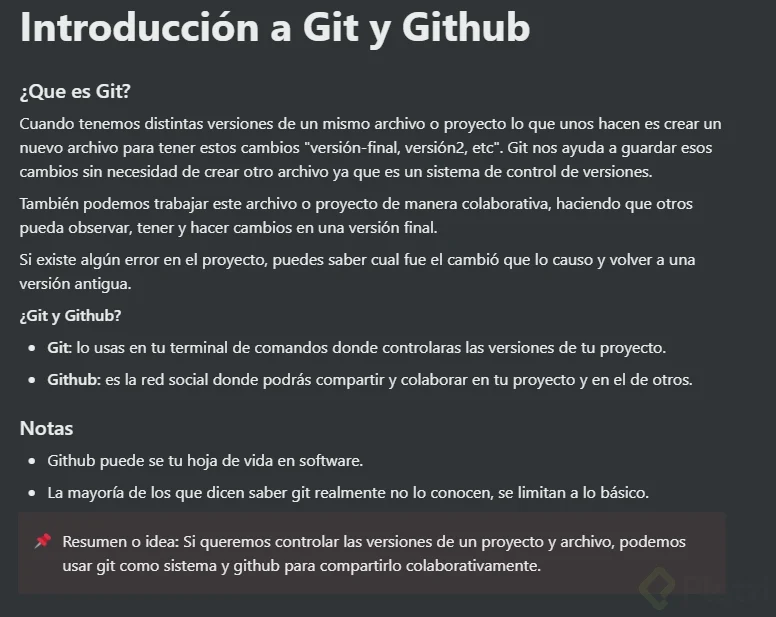 Introducción a Git y Github
¿Que es Git?
Cuando tenemos distintas versiones de un mismo archivo o proyecto lo que unos hacen es crear un
nuevo archivo para tener estos cambios "versión-final, versión2, etc". Git nos ayuda a guardar esos
cambios sin necesidad de crear otro archivo ya que es un sistema de control de versiones.
También podemos trabajar este archivo o proyecto de manera colaborativa, haciendo que otros
pueda observar, tener y hacer cambios en una versión final.
Si existe algún error en el proyecto, puedes saber cual fue el cambió que lo causo y volver a una
versión antigua.
¿Git y Github?
• Git: lo usas en tu terminal de comandos donde controlaras las versiones de tu proyecto.
• Github: es la red social donde podrás compartir y colaborar en tu proyecto y en el de otros.
Notas
• Github puede se tu hoja de vida en software.
• La mayoría de los que dicen saber git realmente no lo conocen, se limitan a lo básico.
📌 Resumen o idea: Si queremos controlar las versiones de un proyecto y archivo, podemos
usar git como sistema y github para compartirlo colaborativamente.